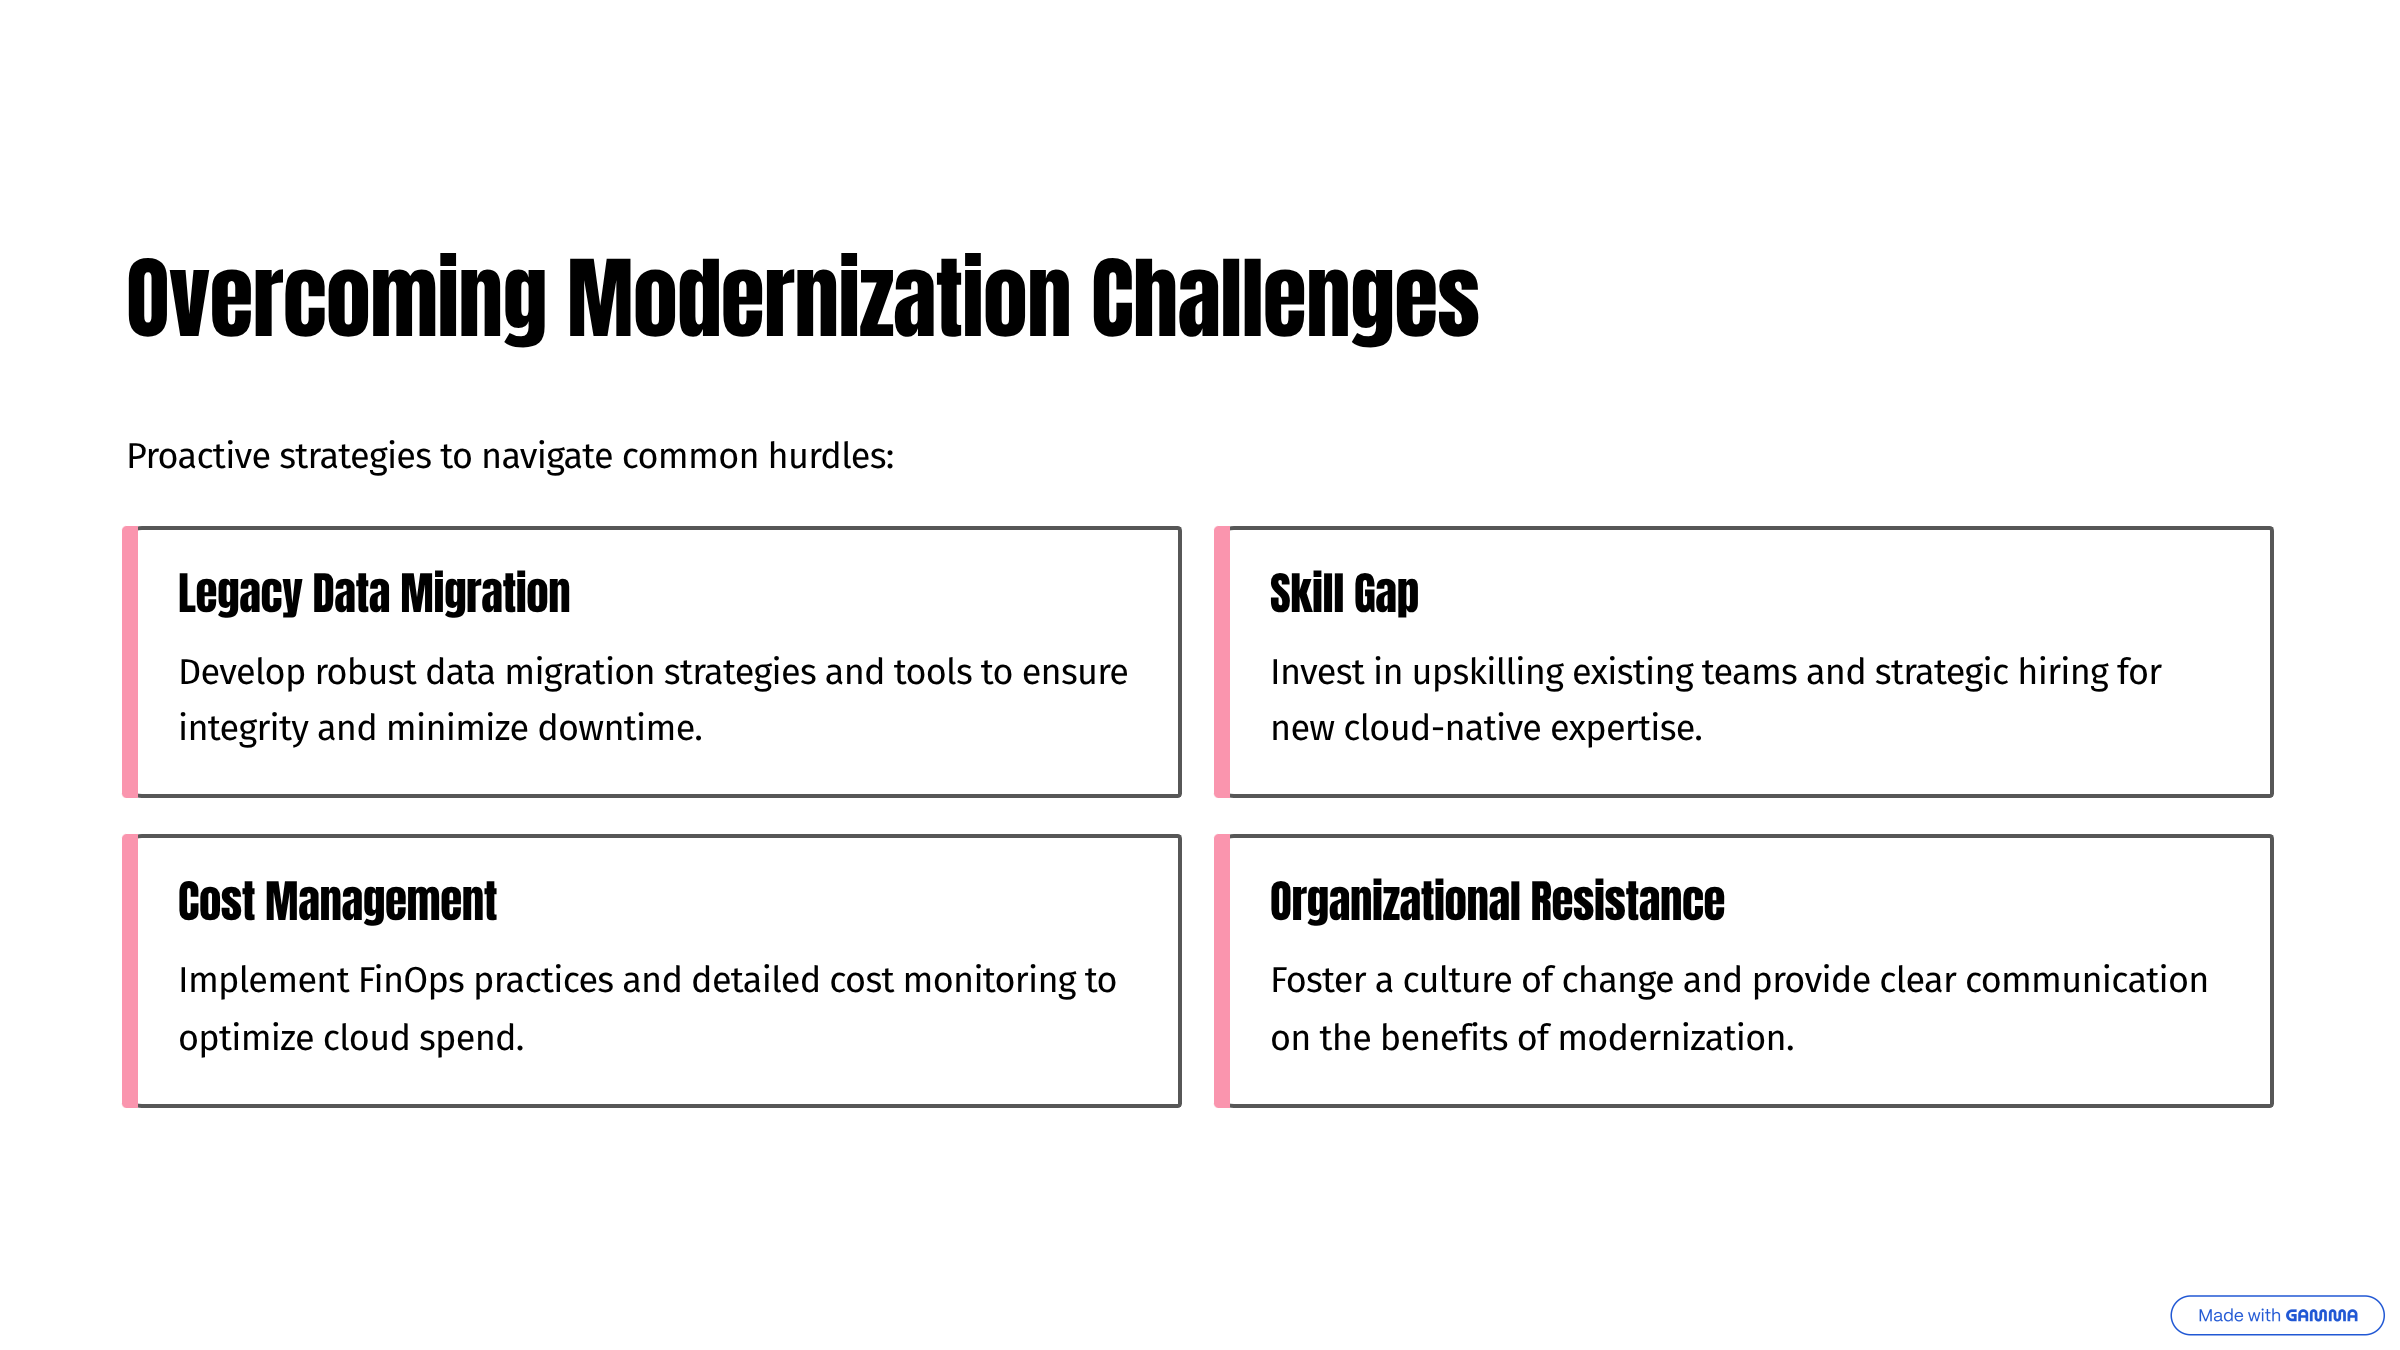 Overcoming Modernization Challenges
Proactive strategies to navigate common hurdles:
Legacy Data Migration
Develop robust data migration strategies and tools to ensure
integrity and minimize downtime.
Skill Gap
Invest in upskilling existing teams and strategic hiring for
new cloud-native expertise.
Cost Management
Implement FinOps practices and detailed cost monitoring to
optimize cloud spend.
Organizational Resistance
Foster a culture of change and provide clear communication
on the benefits of modernization.
Made with GAMMA